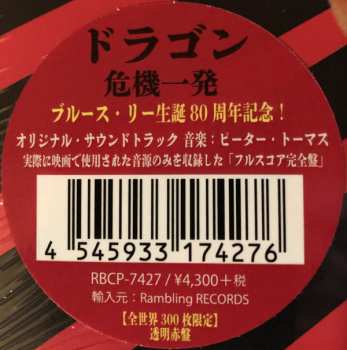 ドラゴン
危機一発
ブルース・リー生誕80周年記念！
オリジナル・サウンドトラック 音楽：ピーター・トーマス
実際に映画で使用された音源のみを収録した「フルスコア完全盤」
4 545933 174276
RBCP-7427 / ¥4,300+税
輸入元：Rambling RECORDS
【全世界300枚限定】
透明赤盤